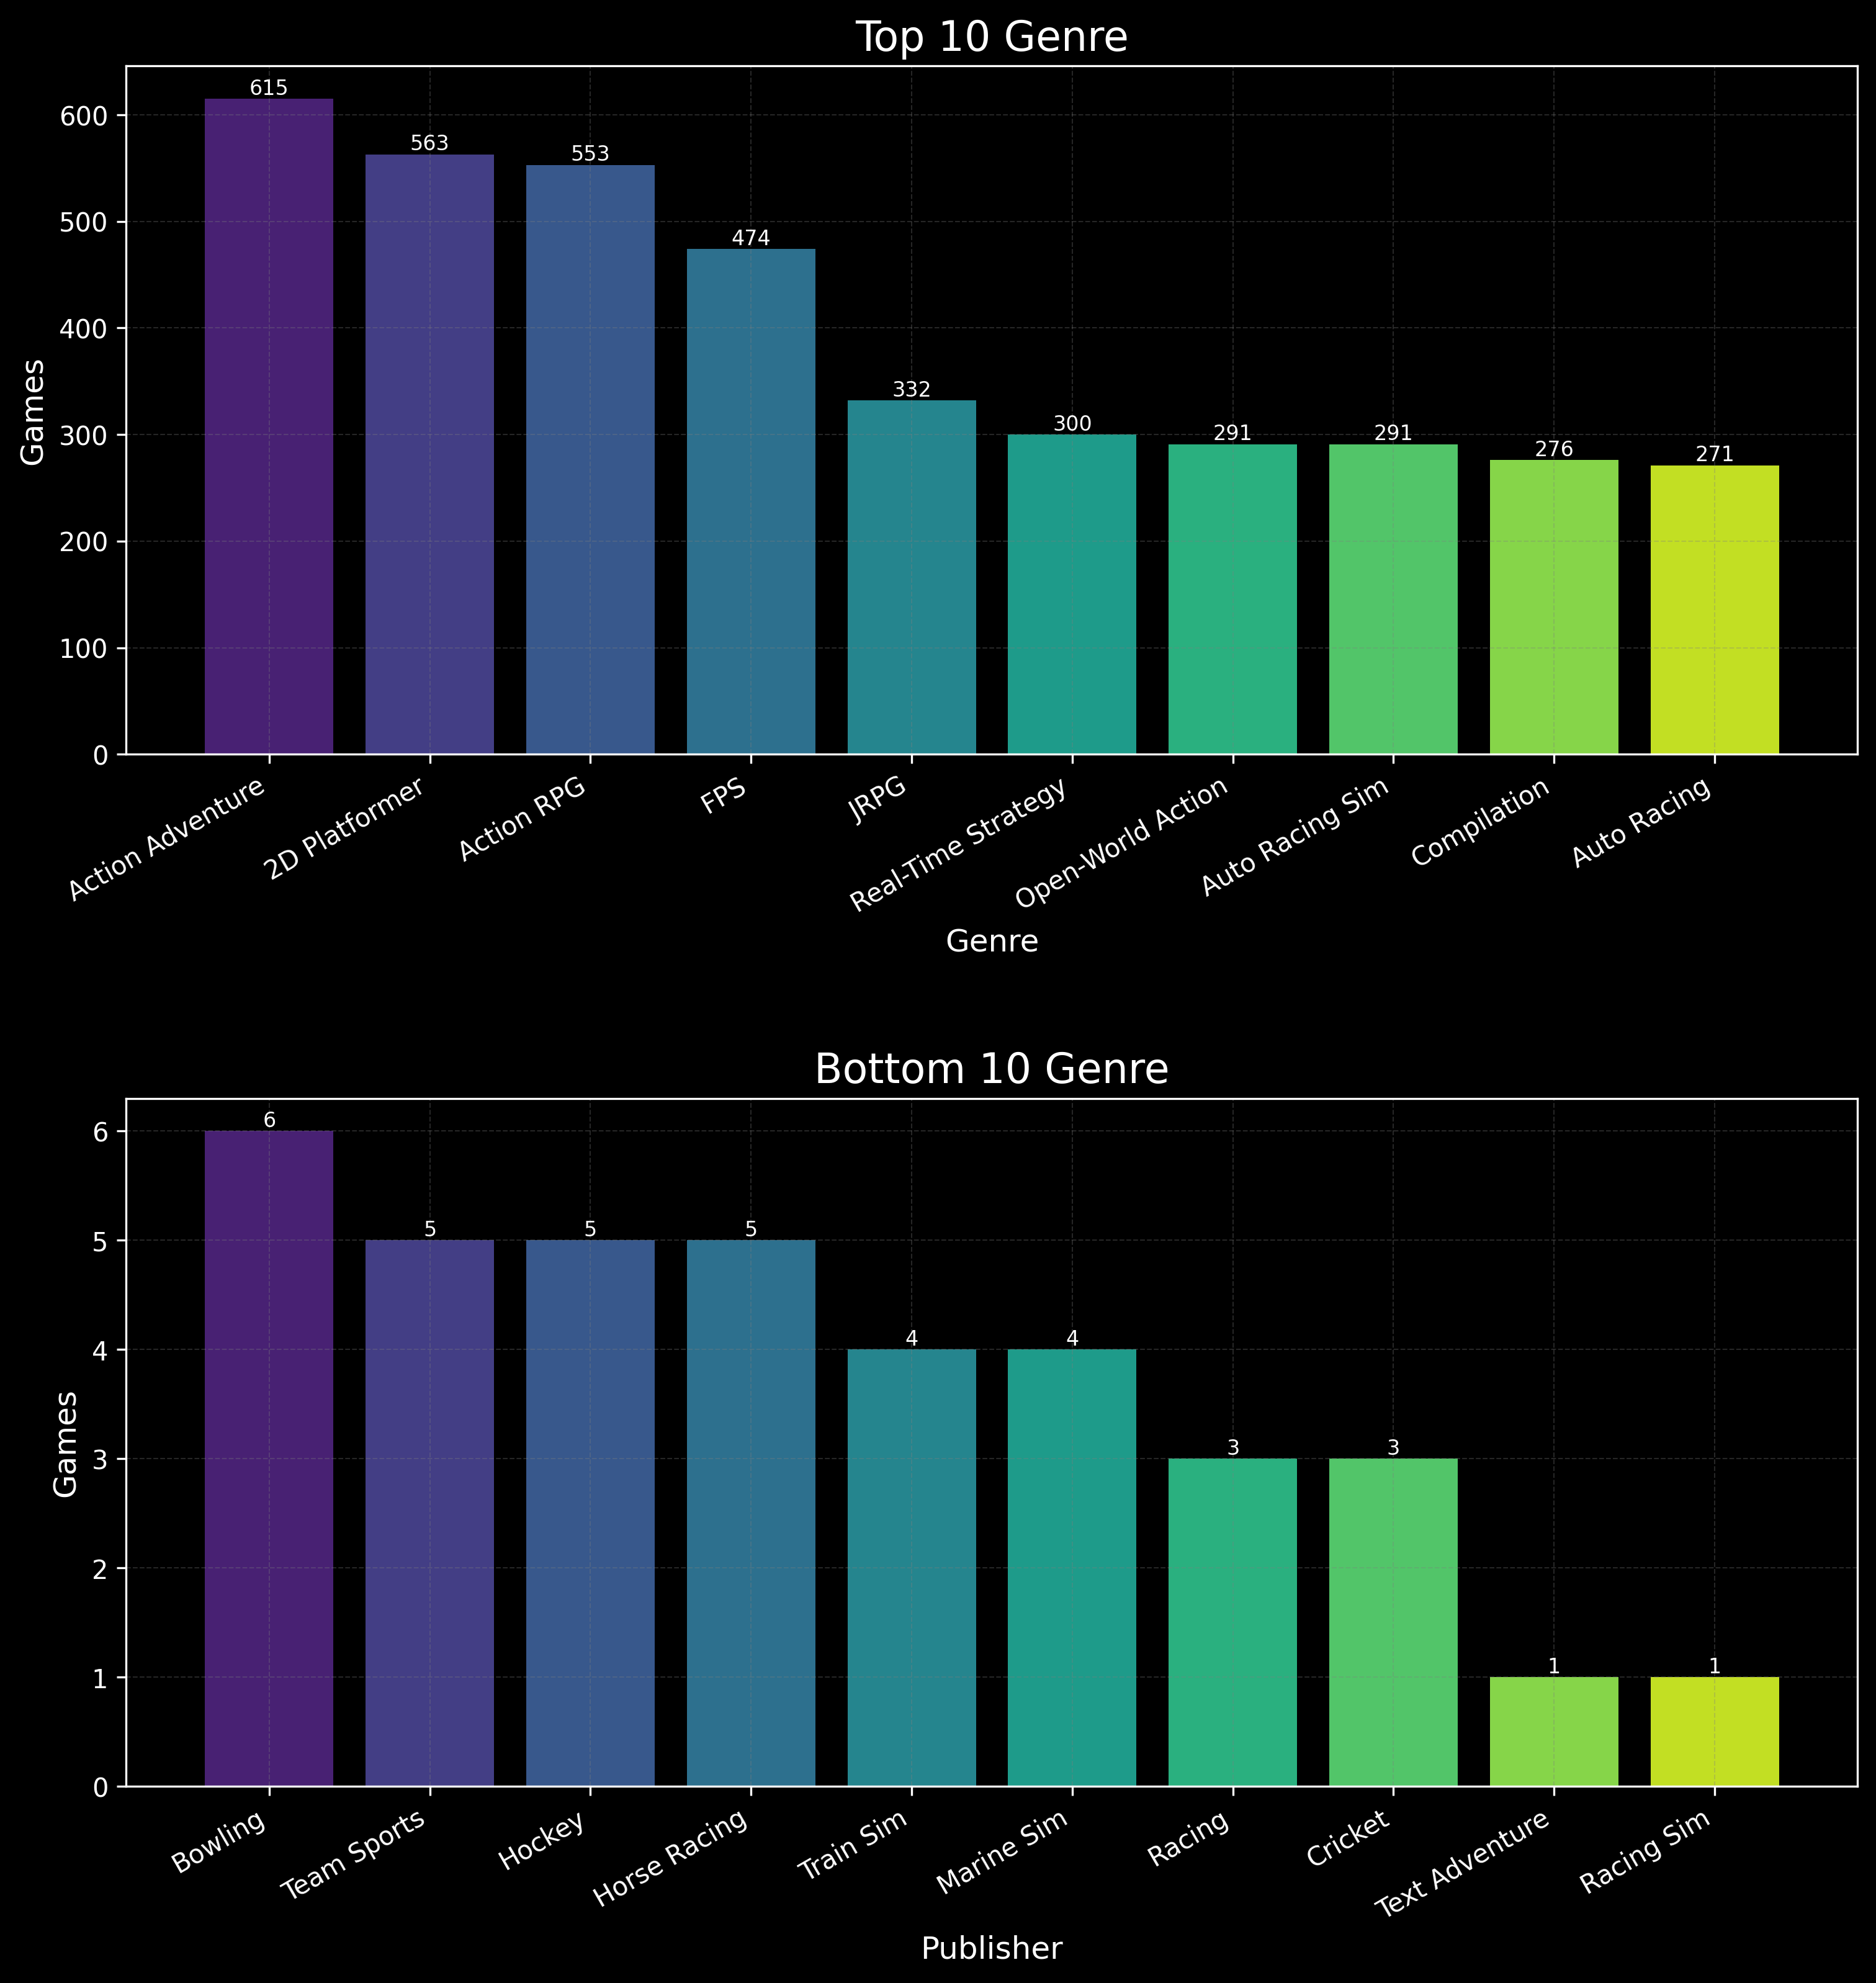 Top 10 Genre
615
563
553
474
332
300
291
291
276
271
600
500
400
300
200
100
0
Games
Action Adventure
2D Platformer
Action RPG
FPS
JRPG
Real-Time Strategy
Open-World Action
Auto Racing Sim
Compilation
Auto Racing
Genre
Bottom 10 Genre
6
5
5
5
4
4
3
3
1
1
6
5
4
3
2
1
0
Games
Bowling
Team Sports
Hockey
Horse Racing
Train Sim
Marine Sim
Racing
Cricket
Text Adventure
Racing Sim
Publisher